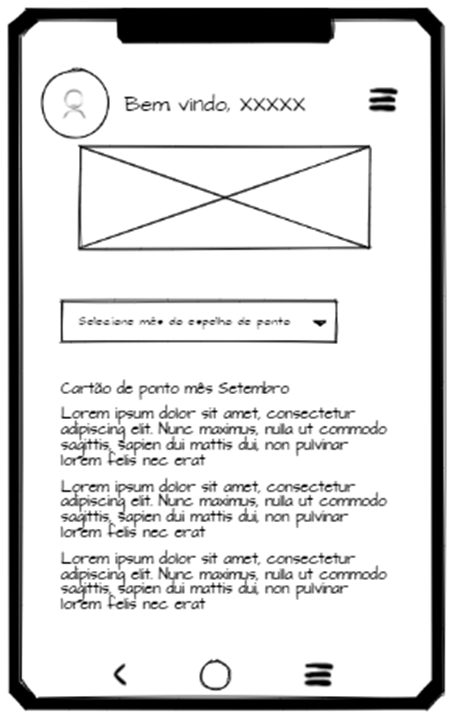 Bem vindo, XXXXX
Selecione mês do espelho de ponto
Cartão de ponto mês Setembro
Lorem ipsum dolor sit amet, consectetur
adipiscing elit. Nunc maximus, nulla ut commodo
sagittis, sapien dui mattis dui, non pulvinar
lorem felis nec erat
Lorem ipsum dolor sit amet, consectetur
adipiscing elit. Nunc maximus, nulla ut commodo
sagittis, sapien dui mattis dui, non pulvinar
lorem felis nec erat
Lorem ipsum dolor sit amet, consectetur
adipiscing elit. Nunc maximus, nulla ut commodo
sagittis, sapien dui mattis dui, non pulvinar
lorem felis nec erat